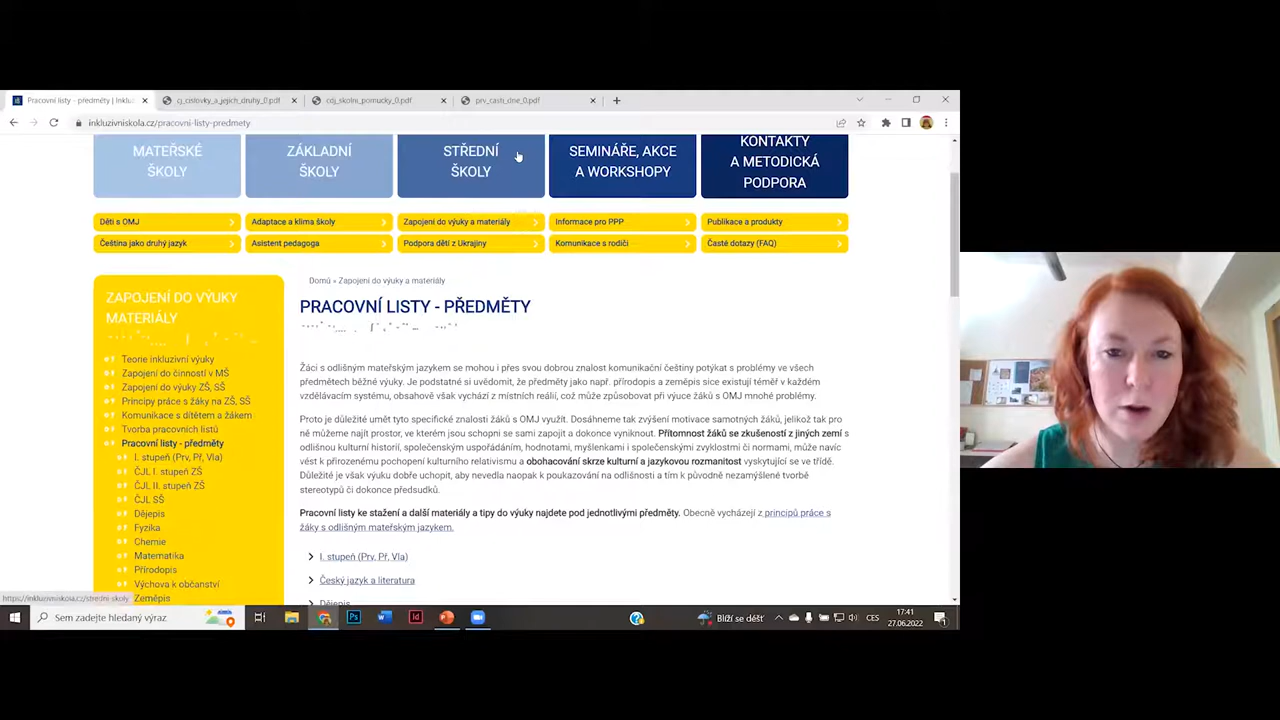 Pracovní listy - předměty | Inklu
cj_cislovky_a_jejich_druhy_0.pdf
cdj_skolni_pomucky_0.pdf
prv_casti_dne_0.pdf
inkluzivniskola.cz/pracovni-listy-predmety
MATEŘSKÉ
ŠKOLY
ZÁKLADNÍ
ŠKOLY
STŘEDNÍ
ŠKOLY
SEMINÁŘE, AKCE
A WORKSHOPY
KONTAKTY
A METODICKÁ
PODPORA
Děti s OMJ
Adaptace a klima školy
Zapojení do výuky a materiály
Informace pro PPP
Publikace a produkty
Čeština jako druhý jazyk
Asistent pedagoga
Podpora dětí z Ukrajiny
Komunikace s rodiči
Časté dotazy (FAQ)
ZAPOJENÍ DO VÝUKY
MATERIÁLY
Teorie inkluzivní výuky
Zapojení do činností v MŠ
Zapojení do výuky ZŠ, SŠ
Principy práce s žáky na ZŠ, SŠ
Komunikace s dítětem a žákem
Tvorba pracovních listů
Pracovní listy - předměty
I. stupeň (Prv, Př, Vla)
ČJL I. stupeň ZŠ
ČJL II. stupeň ZŠ
ČJL SŠ
Dějepis
Fyzika
Chemie
Matematika
Přírodopis
Výchova k občanství
Zeměpis
Domů » Zapojení do výuky a materiály
PRACOVNÍ LISTY - PŘEDMĚTY
Žáci s odlišným mateřským jazykem se mohou i přes svou dobrou znalost komunikační češtiny potýkat s problémy ve všech
předmětech běžné výuky. Je podstatné si uvědomit, že předměty jako např. přírodopis a zeměpis sice existují téměř v každém
vzdělávacím systému, obsahově však vychází z místních reálií, což může způsobovat při výuce žáků s OMJ mnohé problémy.
Proto je důležité umět tyto specifické znalosti žáků s OMJ využít. Dosáhneme tak zvýšení motivace samotných žáků, jelikož tak pro
ně můžeme najít prostor, ve kterém jsou schopni se sami zapojit a dokonce vyniknout. Přítomnost žáků se zkušeností z jiných zemí s
odlišnou kulturní historií, společenským uspořádáním, hodnotami, myšlenkami i společenskými zvyklostmi či normami, může navíc
vést k přirozenému pochopení kulturního relativismu a obohacování skrze kulturní a jazykovou rozmanitost vyskytující se ve třídě.
Důležité je však výuku dobře uchopit, aby nevedla naopak k poukazování na odlišnosti a tím k původně nezamýšlené tvorbě
stereotypů či dokonce předsudků.
Pracovní listy ke stažení a další materiály a tipy do výuky najdete pod jednotlivými předměty. Obecně vycházejí z principů práce s
žáky s odlišným mateřským jazykem.
I. stupeň (Prv, Př, Vla)
Český jazyk a literatura
Dějepis
https://inkluzivniskola.cz/stredni-skoly
Sem zadejte hledaný výraz
Blíží se déšť
CES
17:41
27.06.2022